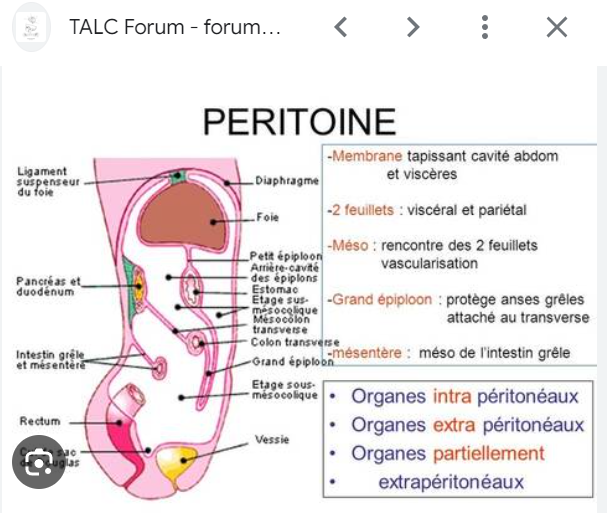 TALC Forum - forum...
PERITOINE
Ligament
suspenseur
du foie
Pancréas et
duodénum
Intestin grêle
et mésentère
Rectum
sac
Diaphragme
Foie
Petit épiploon
Arrière-cavité
des épiplons
Estomac
Etage sus-
mésocolique
Mésocôlon
transverse
Colon transverse
Grand épiploon
Etage sous-
mésocolique
Vessie
-Membrane tapissant cavité abdom
et viscères
-2 feuillets : viscéral et pariétal
-Méso : rencontre des 2 feuillets
vascularisation
-Grand épiploon : protège anses grêles
attaché au transverse
-mésentère : méso de l'intestin grêle
• Organes intra péritonéaux
• Organes extra péritonéaux
• Organes partiellement
• extrapéritonéaux